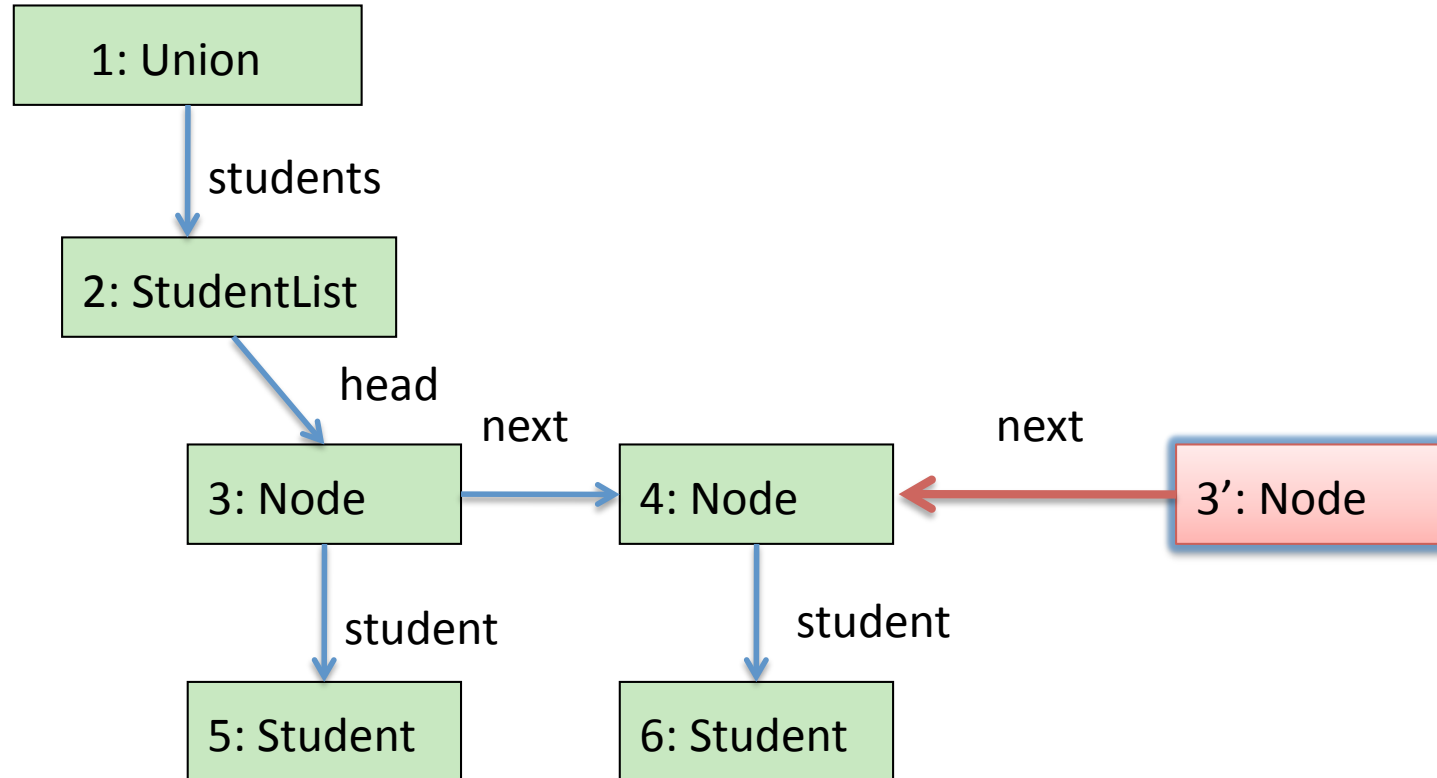 1: Union
students
2: StudentList
head
next
next
3: Node
4: Node
3’: Node
student
student
5: Student
6: Student